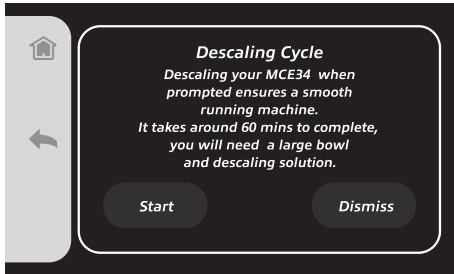 Descaling Cycle
Descaling your MCE34 when
prompted ensures a smooth
running machine.
It takes around 60 mins to complete,
you will need a large bowl
and descaling solution.
Start
Dismiss